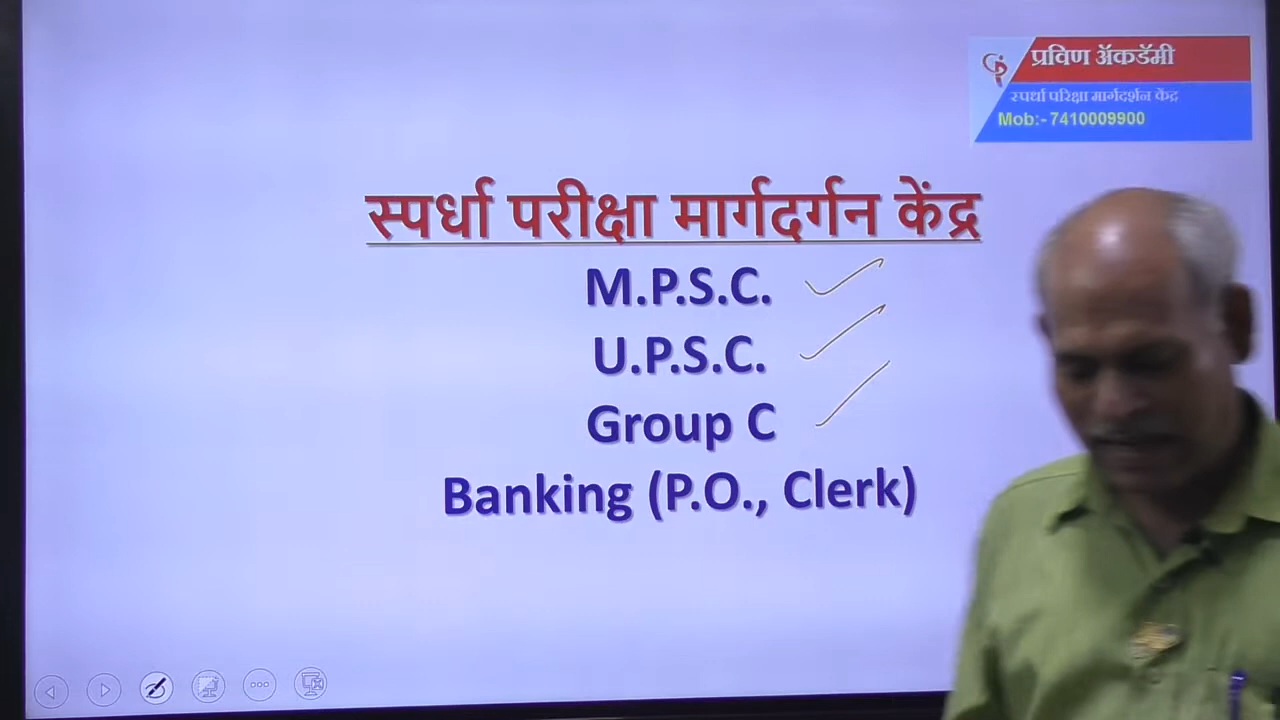 प्रविण ॲकडॅमी
स्पर्धा परिक्षा मार्गदर्शन केंद्र
Mob:- 7410009900
स्पर्धा परीक्षा मार्गदर्गन केंद्र
M.P.S.C.
U.P.S.C.
Group C
Banking (P.O., Clerk)